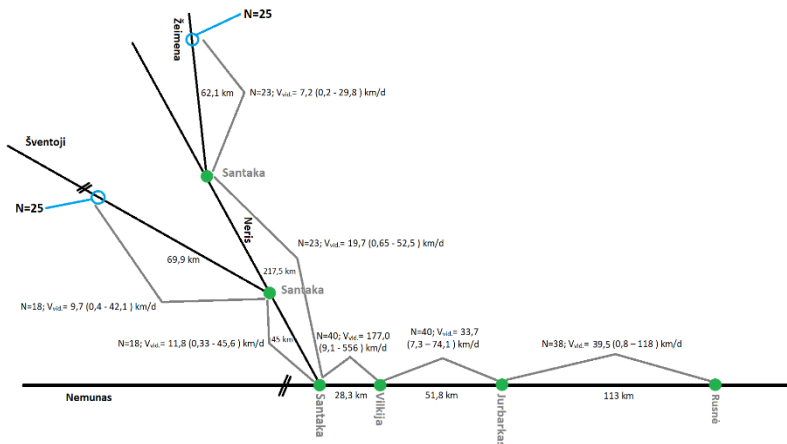 N=25
Žeimena
62,1 km
N=23; Vvid.= 7,2 (0,2 - 29,8 ) km/d
Šventoji
Santaka
N=25
Neris
69,9 km
N=23; Vvid.= 19,7 (0,65 - 52,5 ) km/d
217,5 km
Santaka
N=18; Vvid.= 9,7 (0,4 - 42,1 ) km/d
N=18; Vvid.= 11,8 (0,33 - 45,6 ) km/d
45 km
N=40; Vvid.= 177,0
(9,1 - 556 ) km/d
N=40; Vvid.= 33,7
(7,3 – 74,1 ) km/d
N=38; Vvid.= 39,5 (0,8 – 118 ) km/d
Nemunas
28,3 km
51,8 km
113 km
Santaka
Vilkija
Jurbarkas
Rusnė